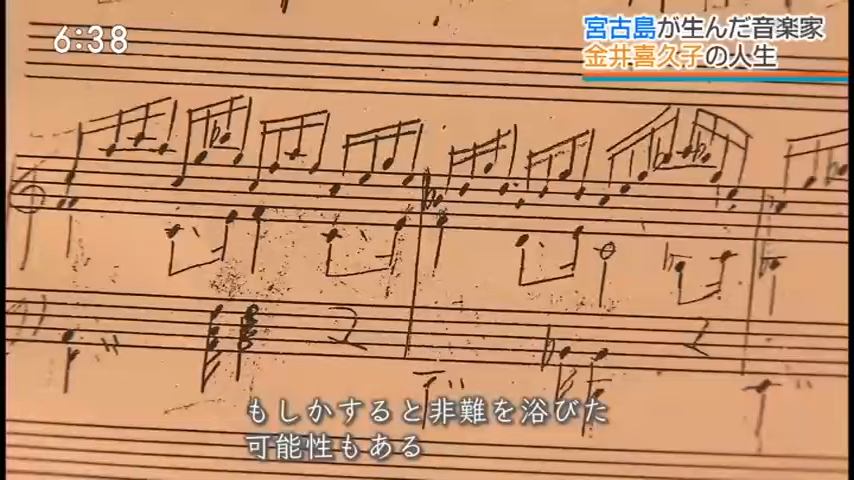 6:38
宮古島が生んだ音楽家
金井喜久子の人生
もしかすると非難を浴びた
可能性もある